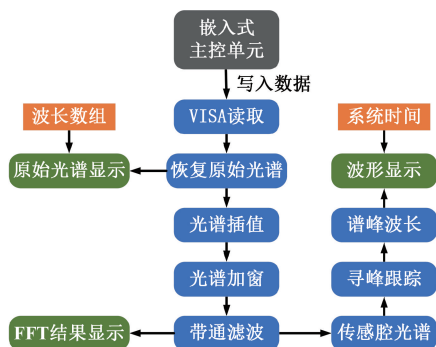 嵌入式
主控单元
写入数据
波长数组
VISA读取
系统时间
原始光谱显示
恢复原始光谱
波形显示
光谱插值
谱峰波长
光谱加窗
寻峰跟踪
FFT结果显示
带通滤波
传感腔光谱